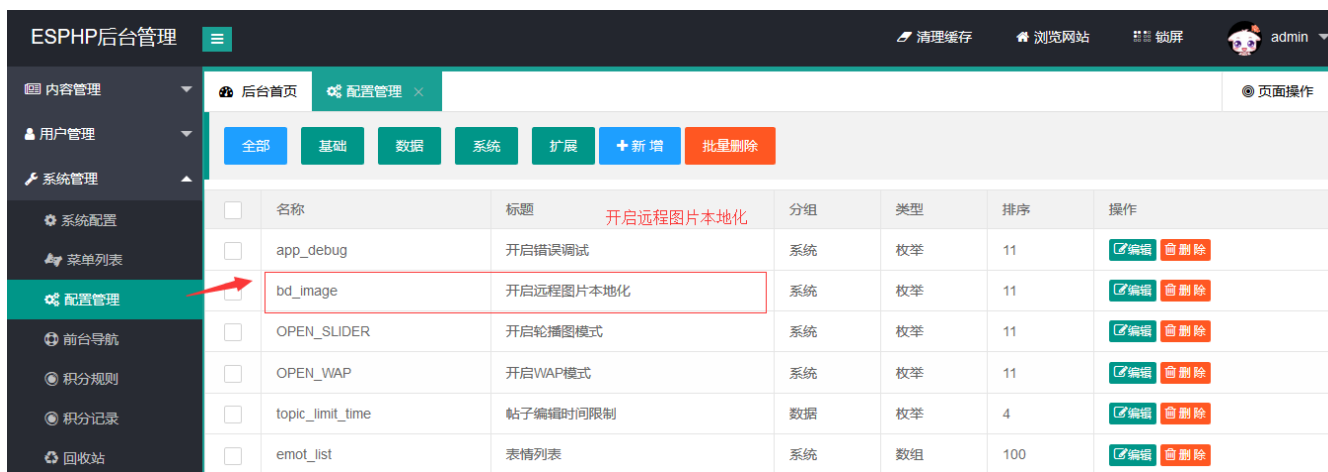 ESPHP后台管理 清理缓存 浏览网站 锁屏 admin
内容管理 后台首页 配置管理 × 页面操作
用户管理 全部 基础 数据 系统 扩展 +新 增 批量删除
系统管理
名称 标题 开启远程图片本地化 分组 类型 排序 操作
系统配置
app_debug 开启错误调试 系统 枚举 11 编辑 删 除
菜单列表
bd_image 开启远程图片本地化 系统 枚举 11 编辑 删 除
配置管理
OPEN_SLIDER 开启轮播图模式 系统 枚举 11 编辑 删 除
前台导航
OPEN_WAP 开启WAP模式 系统 枚举 11 编辑 删 除
积分规则
topic_limit_time 帖子编辑时间限制 数据 枚举 4 编辑 删 除
积分记录
emot_list 表情列表 系统 数组 100 编辑 删 除
回收站